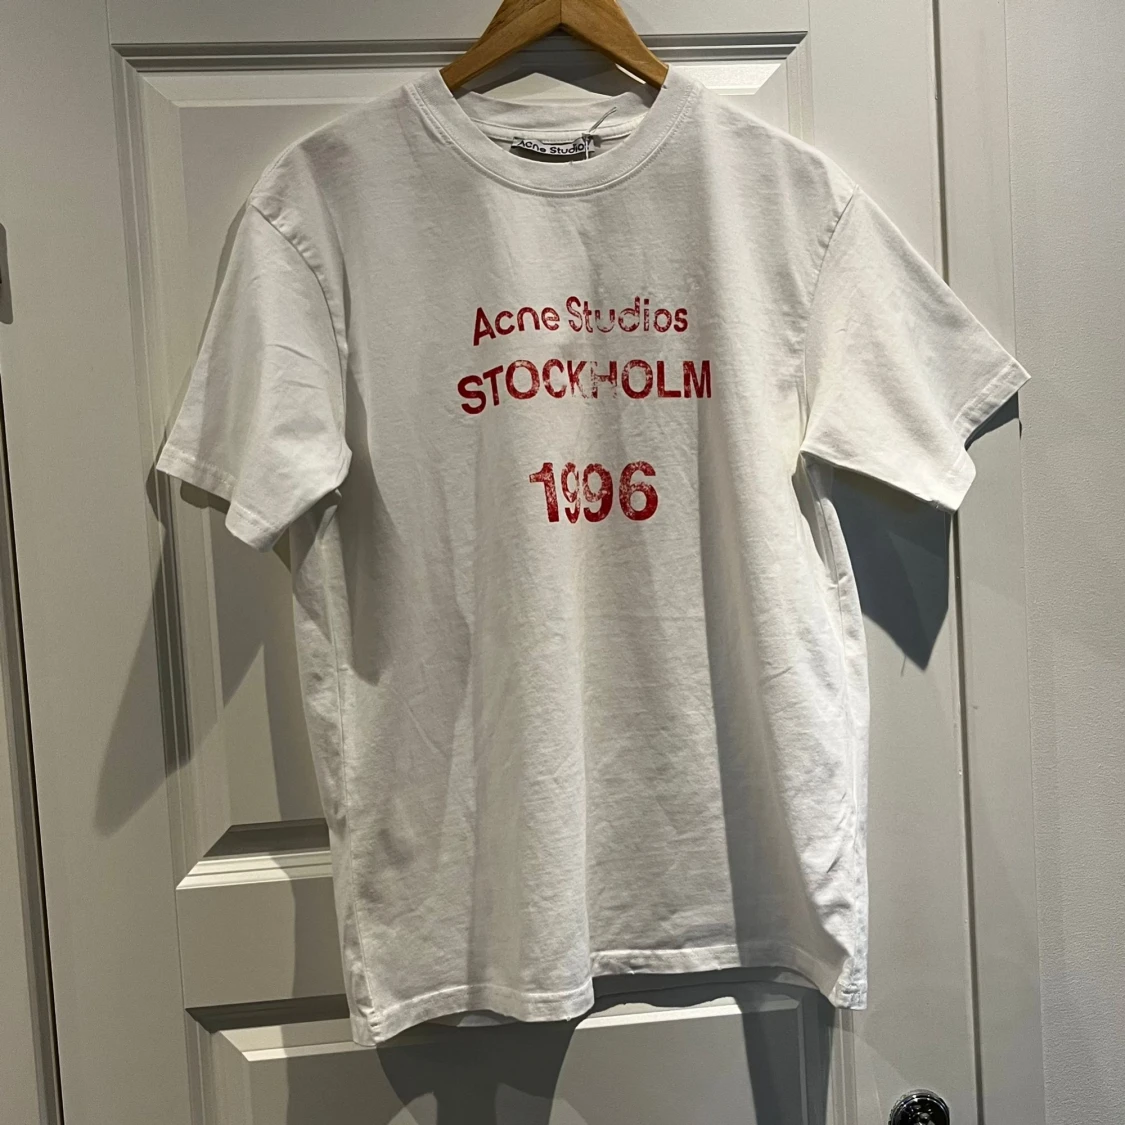 Acne Studios
Acne Studios
STOCKHOLM
1996